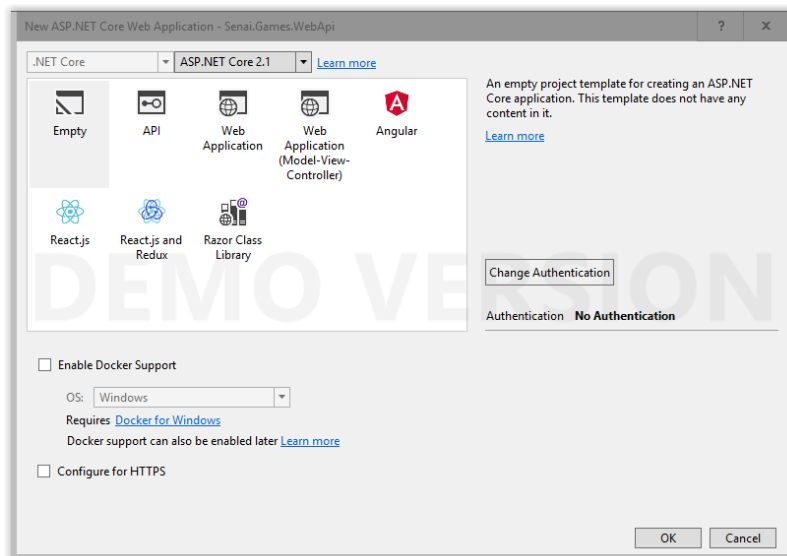 New ASP.NET Core Web Application - Senai.Games.WebApi
? X
.NET Core
ASP.NET Core 2.1
Learn more
Empty
API
Web
Application
Web
Application
(Model-View-
Controller)
Angular
React.js
React.js and
Redux
Razor Class
Library
An empty project template for creating an ASP.NET
Core application. This template does not have any
content in it.
Learn more
DEMO VERSION
Change Authentication
Authentication No Authentication
Enable Docker Support
OS: Windows
Requires Docker for Windows
Docker support can also be enabled later Learn more
Configure for HTTPS
OK
Cancel